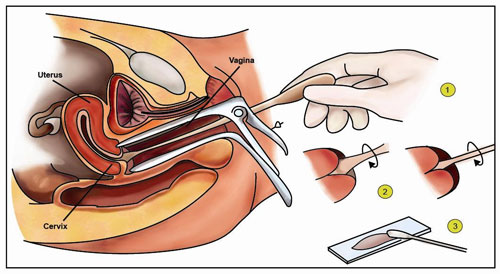 Vagina
Uterus
1
2
3
Cervix